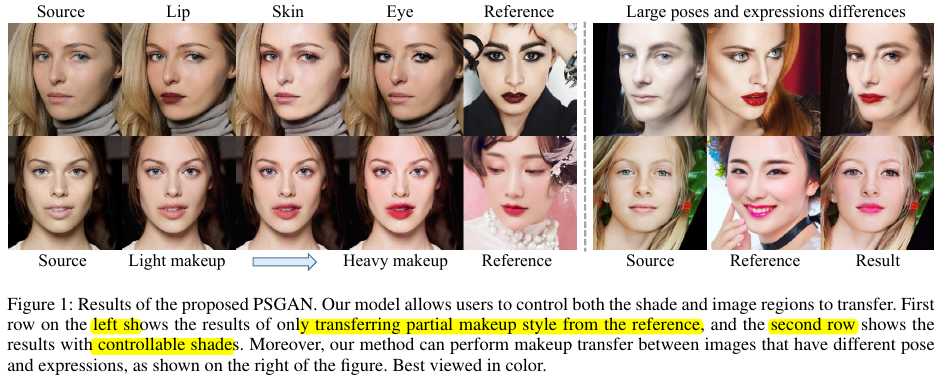 Source Lip Skin Eye Reference Large poses and expressions differences
Source Light makeup Heavy makeup Reference Source Reference Result
Figure 1: Results of the proposed PSGAN. Our model allows users to control both the shade and image regions to transfer. First
row on the left shows the results of only transferring partial makeup style from the reference, and the second row shows the
results with controllable shades. Moreover, our method can perform makeup transfer between images that have different pose
and expressions, as shown on the right of the figure. Best viewed in color.